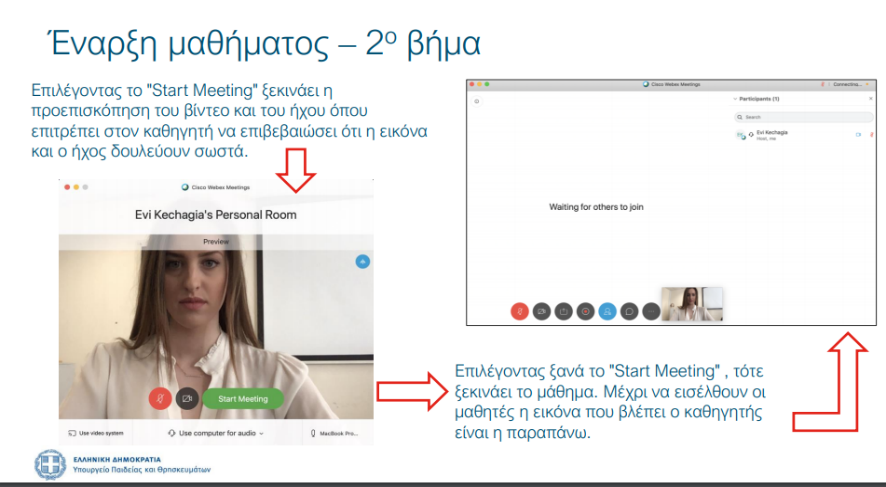 Έναρξη μαθήματος – 2ο βήμα
Επιλέγοντας το "Start Meeting" ξεκινάει η
προεπισκόπηση του βίντεο και του ήχου όπου
επιτρέπει στον καθηγητή να επιβεβαιώσει ότι η εικόνα
και ο ήχος δουλεύουν σωστά.
Cisco Webex Meetings
Evi Kechagia's Personal Room
Preview
Start Meeting
Use video system
Use computer for audio
MacBook Pro...
Cisco Webex Meetings
Connecting...
Participants (1)
Search
Evi Kechagia
Host, me
Waiting for others to join
Επιλέγοντας ξανά το "Start Meeting" , τότε
ξεκινάει το μάθημα. Μέχρι να εισέλθουν οι
μαθητές η εικόνα που βλέπει ο καθηγητής
είναι η παραπάνω.
ΕΛΛΗΝΙΚΗ ΔΗΜΟΚΡΑΤΙΑ
Υπουργείο Παιδείας και Θρησκευμάτων